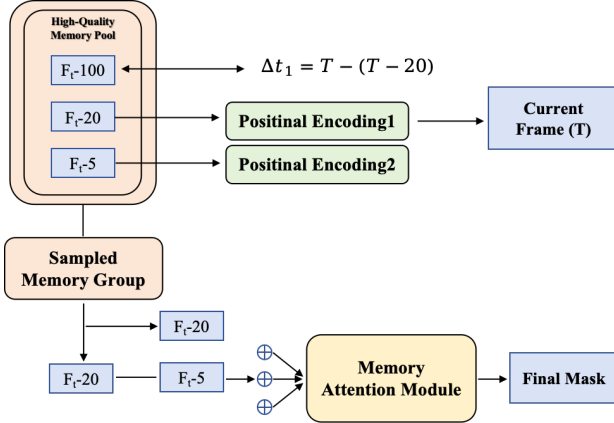 High-Quality
Memory Pool
Fₜ-100
Δt₁ = T − (T − 20)
Fₜ-20
Positinal Encoding1
Current
Frame (T)
Fₜ-5
Positinal Encoding2
Sampled
Memory Group
Fₜ-20
Fₜ-20
Fₜ-5
Memory
Attention Module
Final Mask